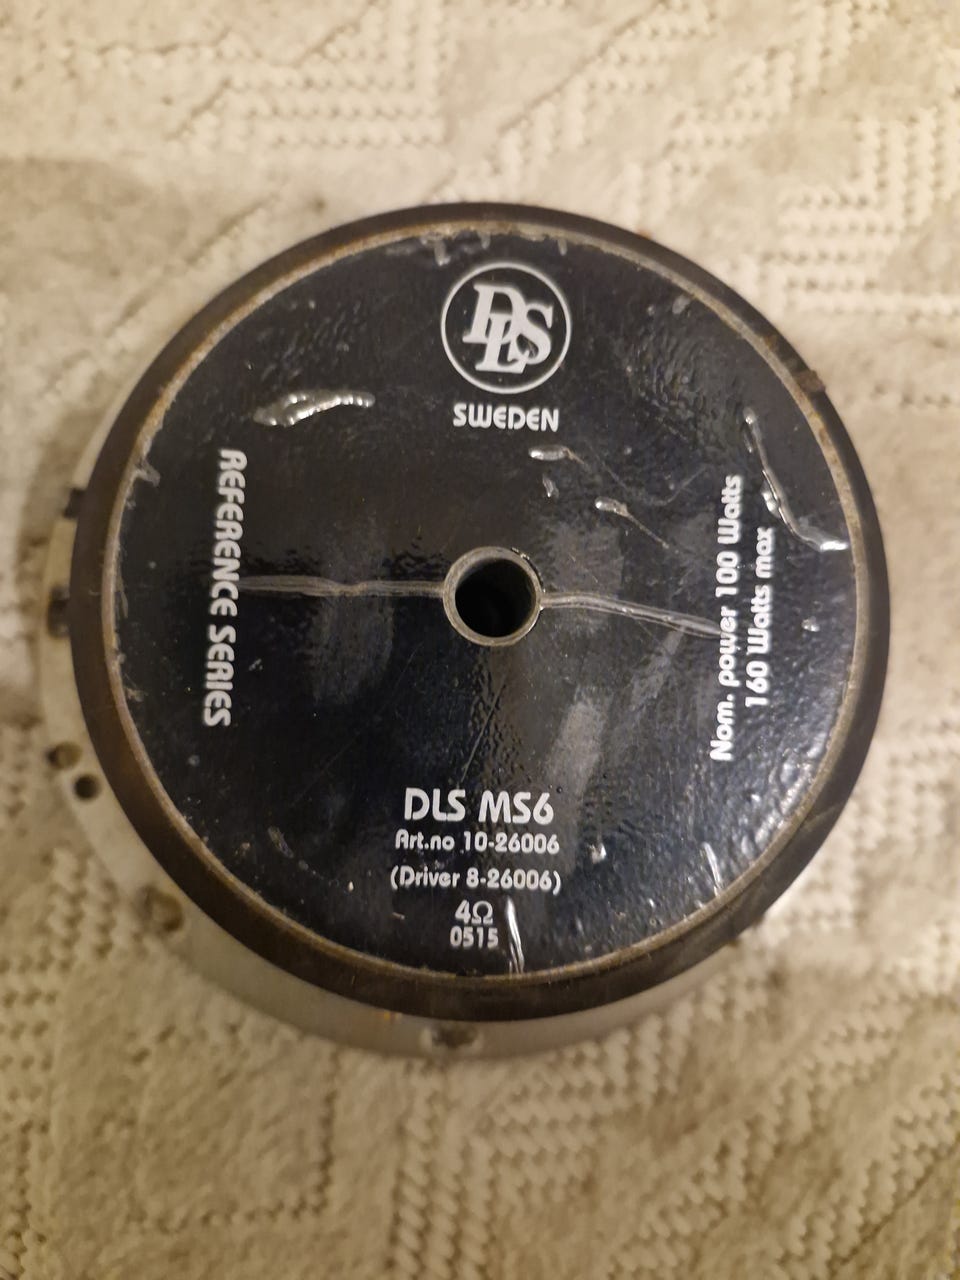 DLS
SWEDEN
REFERENCE SERIES
Nom. power 100 Watts
160 Watts max
DLS MS6
Art.no 10-26006
(Driver 8-26006)
4Ω
0515